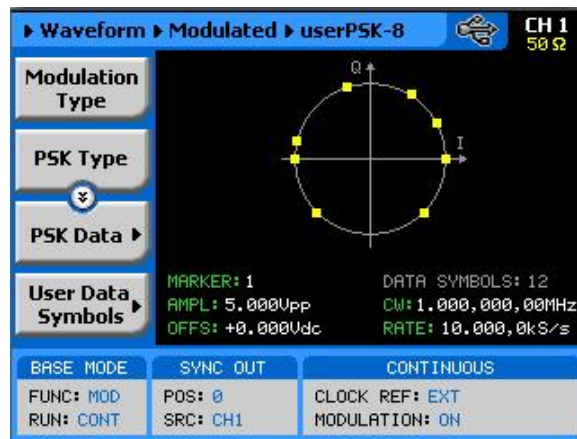 ▶ Waveform ▶ Modulated ▶ userPSK-8
CH 1
50 Ω
Modulation
Type
PSK Type
PSK Data ▶
User Data ▶
Symbols
Q
I
MARKER: 1
DATA SYMBOLS: 12
AMPL: 5.000Vpp
CW: 1.000,000,00MHz
OFFS: +0.000Vdc
RATE: 10.000,0kS/s
BASE MODE
FUNC: MOD
RUN: CONT
SYNC OUT
POS: 0
SRC: CH1
CONTINUOUS
CLOCK REF: EXT
MODULATION: ON